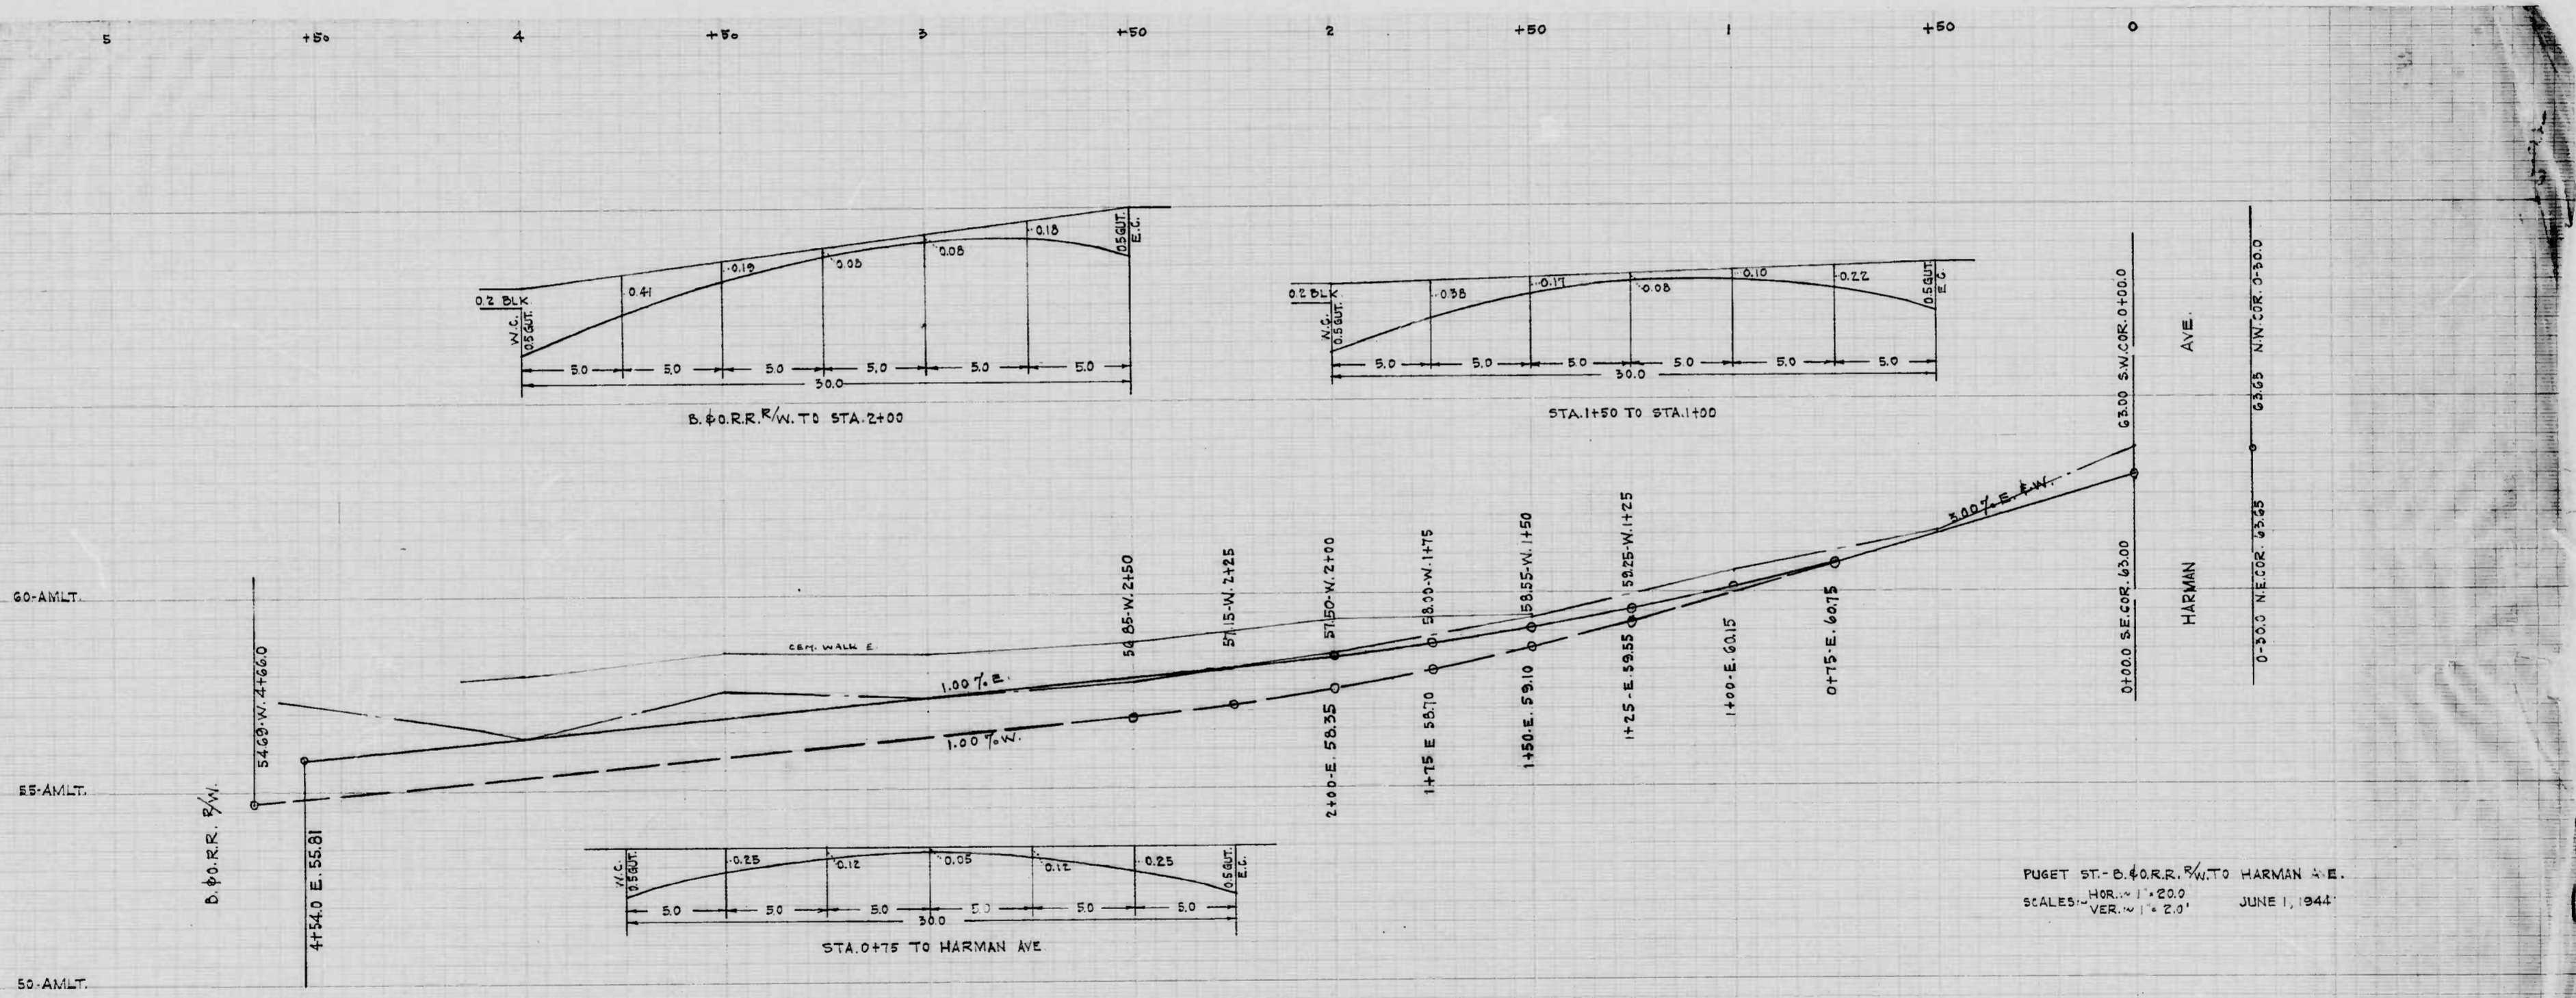 5 +50 4 +50 3 +50 2 +50 1 +50 0
0.2 BLK.
W.C.
0.5 GUT.
0.41
0.19
0.08
0.08
0.18
0.5 GUT.
E.C.
5.0 5.0 5.0 5.0 5.0 5.0
30.0
B.&O.R.R. R/W. TO STA. 2+00
0.2 BLK.
W.C.
0.5 GUT.
0.38
0.17
0.08
0.10
0.22
0.5 GUT.
E.C.
5.0 5.0 5.0 5.0 5.0 5.0
30.0
STA. 1+50 TO STA. 1+00
63.00 S.W. COR. 0+00.0
AVE.
63.65 N.W. COR. 0-30.0
60-AMLT.
55-AMLT.
50-AMLT.
B.&O.R.R. R/W.
54.69-W. 4+66.0
4+54.0 E. 55.81
CEM. WALK E.
1.00% E.
1.00% W.
56.85-W. 2+50
57.15-W. 2+25
57.50-W. 2+00
58.00-W. 1+75
58.55-W. 1+50
59.25-W. 1+25
2+00-E. 58.35
1+75 E 58.70
1+50-E. 59.10
1+25-E. 59.55
1+00-E. 60.15
0+75-E. 60.75
3.00% E. & W.
0+00.0 S.E. COR. 63.00
HARMAN
0-30.0 N.E. COR. 63.65
W.C.
0.5 GUT.
0.25
0.12
0.05
0.12
0.25
0.5 GUT.
E.C.
5.0 5.0 5.0 5.0 5.0 5.0
30.0
STA. 0+75 TO HARMAN AVE.
PUGET ST.- B.&O.R.R. R/W. TO HARMAN AVE.
SCALES:~ HOR.:~ 1"=20.0'
VER.:~ 1"=2.0'
JUNE 1, 1944